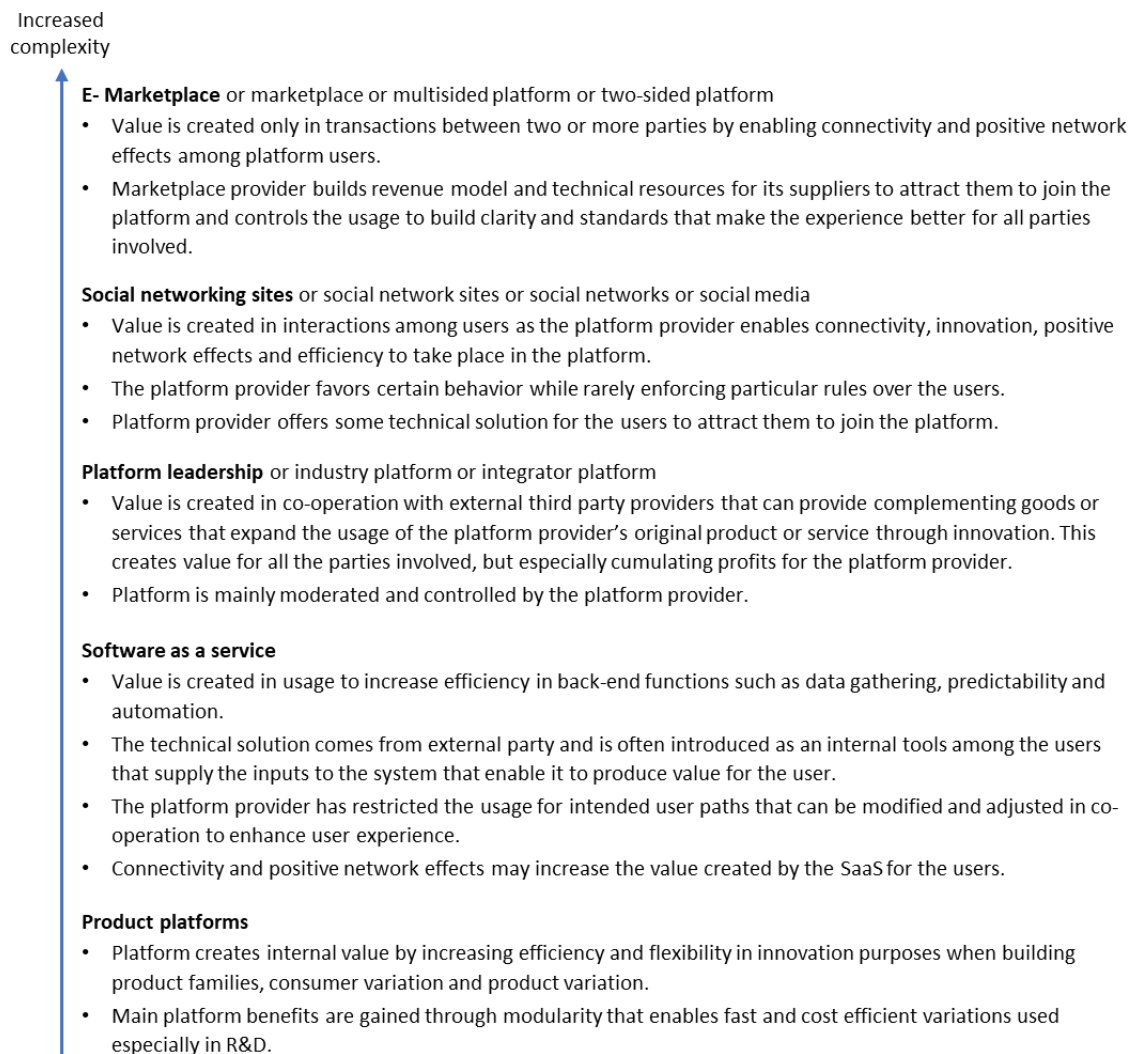 Increased
complexity
E- Marketplace or marketplace or multisided platform or two-sided platform
• Value is created only in transactions between two or more parties by enabling connectivity and positive network
effects among platform users.
• Marketplace provider builds revenue model and technical resources for its suppliers to attract them to join the
platform and controls the usage to build clarity and standards that make the experience better for all parties
involved.
Social networking sites or social network sites or social networks or social media
• Value is created in interactions among users as the platform provider enables connectivity, innovation, positive
network effects and efficiency to take place in the platform.
• The platform provider favors certain behavior while rarely enforcing particular rules over the users.
• Platform provider offers some technical solution for the users to attract them to join the platform.
Platform leadership or industry platform or integrator platform
• Value is created in co-operation with external third party providers that can provide complementing goods or
services that expand the usage of the platform provider's original product or service through innovation. This
creates value for all the parties involved, but especially cumulating profits for the platform provider.
• Platform is mainly moderated and controlled by the platform provider.
Software as a service
• Value is created in usage to increase efficiency in back-end functions such as data gathering, predictability and
automation.
• The technical solution comes from external party and is often introduced as an internal tools among the users
that supply the inputs to the system that enable it to produce value for the user.
• The platform provider has restricted the usage for intended user paths that can be modified and adjusted in co-
operation to enhance user experience.
• Connectivity and positive network effects may increase the value created by the SaaS for the users.
Product platforms
• Platform creates internal value by increasing efficiency and flexibility in innovation purposes when building
product families, consumer variation and product variation.
• Main platform benefits are gained through modularity that enables fast and cost efficient variations used
especially in R&D.